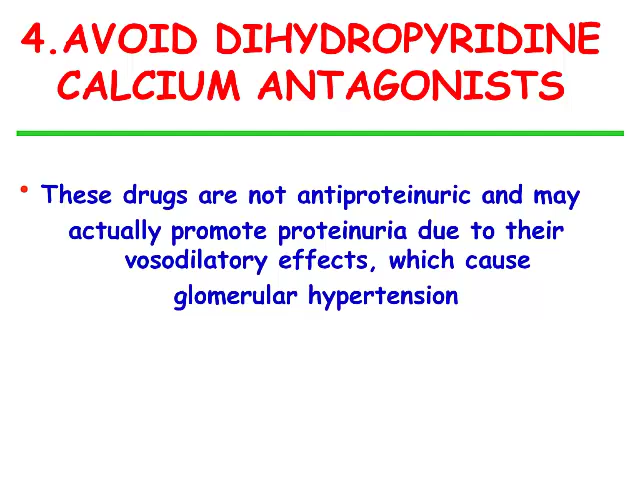 4.AVOID DIHYDROPYRIDINE
CALCIUM ANTAGONISTS
• These drugs are not antiproteinuric and may
actually promote proteinuria due to their
vosodilatory effects, which cause
glomerular hypertension